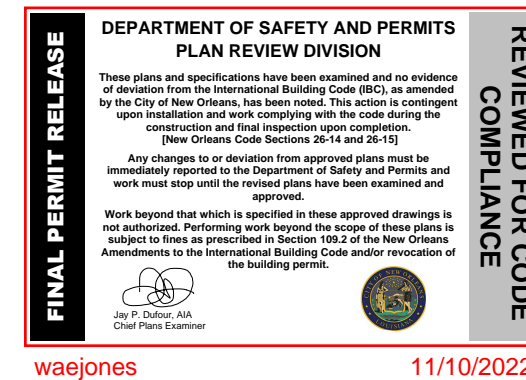 FINAL PERMIT RELEASE
DEPARTMENT OF SAFETY AND PERMITS
PLAN REVIEW DIVISION
These plans and specifications have been examined and no evidence
of deviation from the International Building Code (IBC), as amended
by the City of New Orleans, has been noted. This action is contingent
upon installation and work complying with the code during the
construction and final inspection upon completion.
[New Orleans Code Sections 26-14 and 26-15]
Any changes to or deviation from approved plans must be
immediately reported to the Department of Safety and Permits and
work must stop until the revised plans have been examined and
approved.
Work beyond that which is specified in these approved drawings is
not authorized. Performing work beyond the scope of these plans is
subject to fines as prescribed in Section 109.2 of the New Orleans
Amendments to the International Building Code and/or revocation of
the building permit.
Jay P. Dufour, AIA
Chief Plans Examiner
CITY OF NEW ORLEANS
LOUISIANA
REVIEWED FOR CODE
COMPLIANCE
waejones
11/10/2022